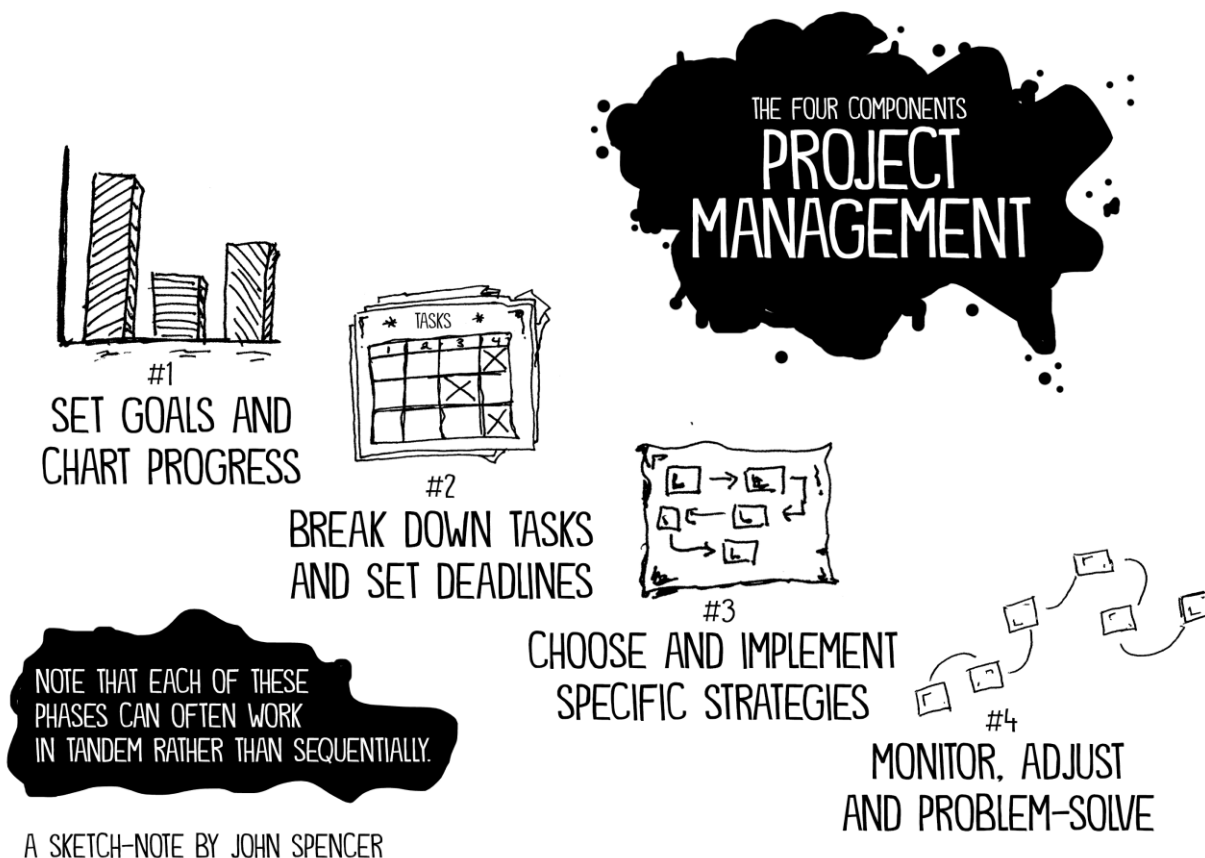 THE FOUR COMPONENTS
PROJECT
MANAGEMENT
#1
SET GOALS AND
CHART PROGRESS
* TASKS *
1 2 3 4
#2
BREAK DOWN TASKS
AND SET DEADLINES
#3
CHOOSE AND IMPLEMENT
SPECIFIC STRATEGIES
#4
MONITOR, ADJUST
AND PROBLEM-SOLVE
NOTE THAT EACH OF THESE
PHASES CAN OFTEN WORK
IN TANDEM RATHER THAN SEQUENTIALLY.
A SKETCH-NOTE BY JOHN SPENCER